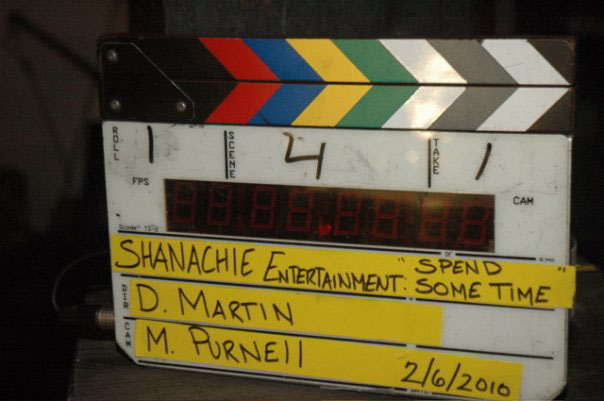 ROLL 1 SCENE 4 TAKE 1
FPS CAM
SHANACHIE ENTERTAINMENT: "SPEND
SOME TIME"
DIR D. MARTIN
CAM M. PURNEll
2/6/2010